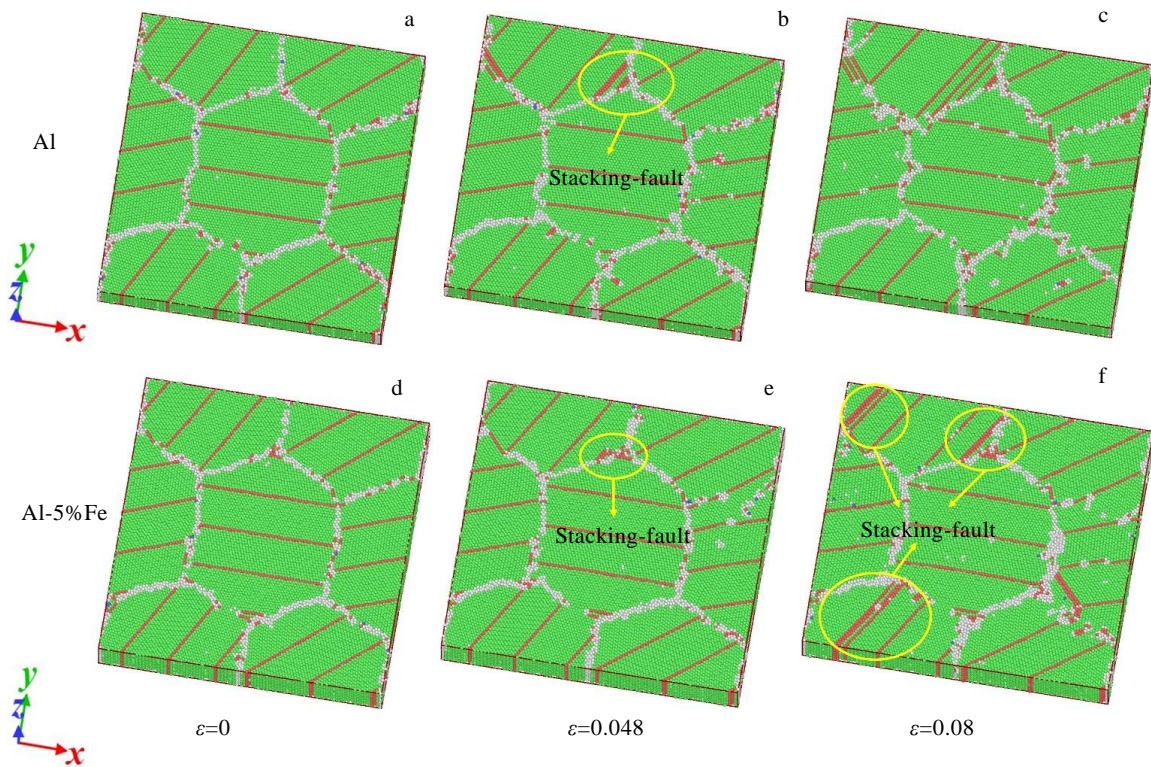 a
b
c
Al
Stacking-fault
y
z
x
d
e
f
Al-5%Fe
Stacking-fault
Stacking-fault
y
z
x
ε=0
ε=0.048
ε=0.08